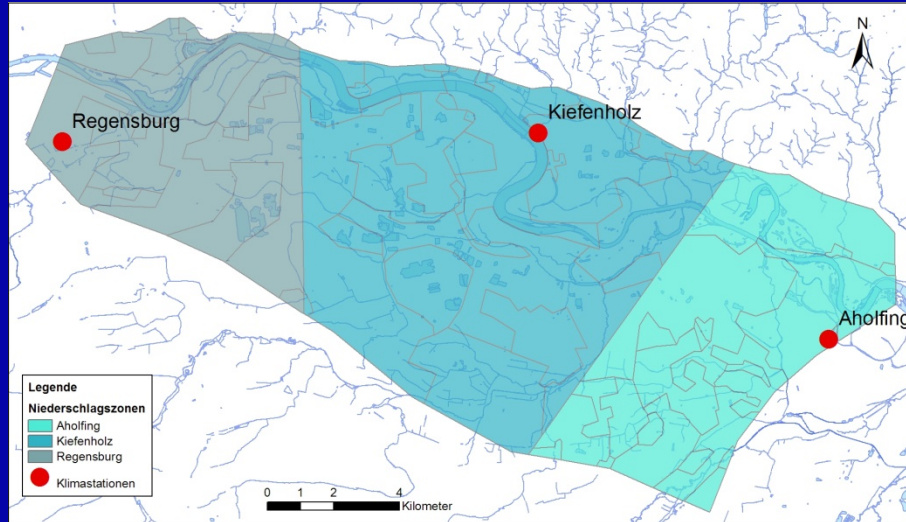 N
Regensburg
Kiefenholz
Aholfing
Legende
Niederschlagszonen
Aholfing
Kiefenholz
Regensburg
Klimastationen
0 1 2 4
Kilometer